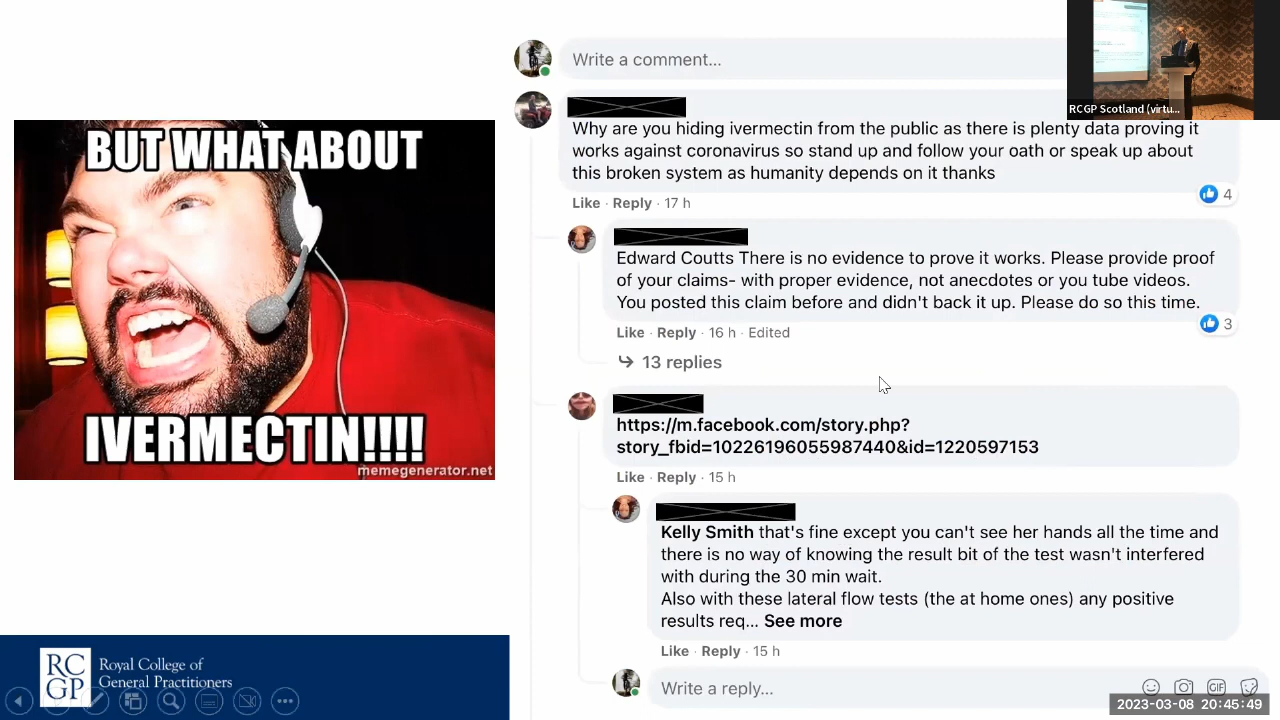 BUT WHAT ABOUT
IVERMECTIN!!!!
memegenerator.net
RC
GP
Royal College of
General Practitioners
Write a comment...
RCGP Scotland (virtu...
Why are you hiding ivermectin from the public as there is plenty data proving it
works against coronavirus so stand up and follow your oath or speak up about
this broken system as humanity depends on it thanks
4
Like · Reply · 17 h
Edward Coutts There is no evidence to prove it works. Please provide proof
of your claims- with proper evidence, not anecdotes or you tube videos.
You posted this claim before and didn't back it up. Please do so this time.
3
Like · Reply · 16 h · Edited
13 replies
https://m.facebook.com/story.php?
story_fbid=10226196055987440&id=1220597153
Like · Reply · 15 h
Kelly Smith that's fine except you can't see her hands all the time and
there is no way of knowing the result bit of the test wasn't interfered
with during the 30 min wait.
Also with these lateral flow tests (the at home ones) any positive
results req... See more
Like · Reply · 15 h
Write a reply...
GIF
2023-03-08 20:45:49